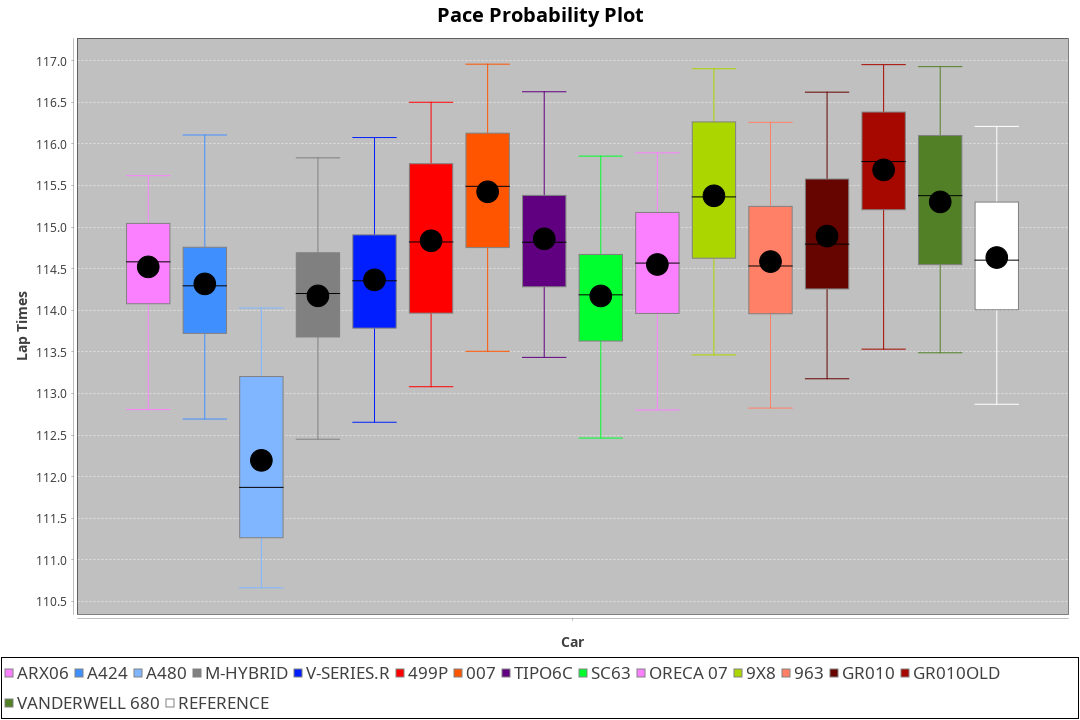 Pace Probability Plot
Lap Times
117.0
116.5
116.0
115.5
115.0
114.5
114.0
113.5
113.0
112.5
112.0
111.5
111.0
110.5
Car
ARX06 A424 A480 M-HYBRID V-SERIES.R 499P 007 TIPO6C SC63 ORECA 07 9X8 963 GR010 GR010OLD
VANDERWELL 680 REFERENCE